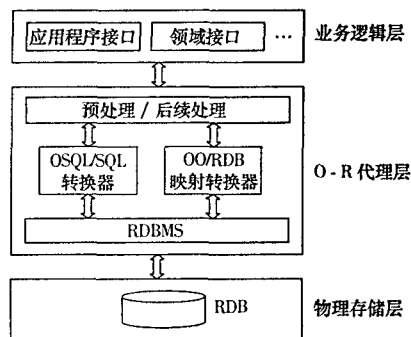 应用程序接口 领域接口 … 业务逻辑层
预处理 / 后续处理
OSQL/SQL
转换器
OO/RDB
映射转换器
O - R 代理层
RDBMS
RDB 物理存储层